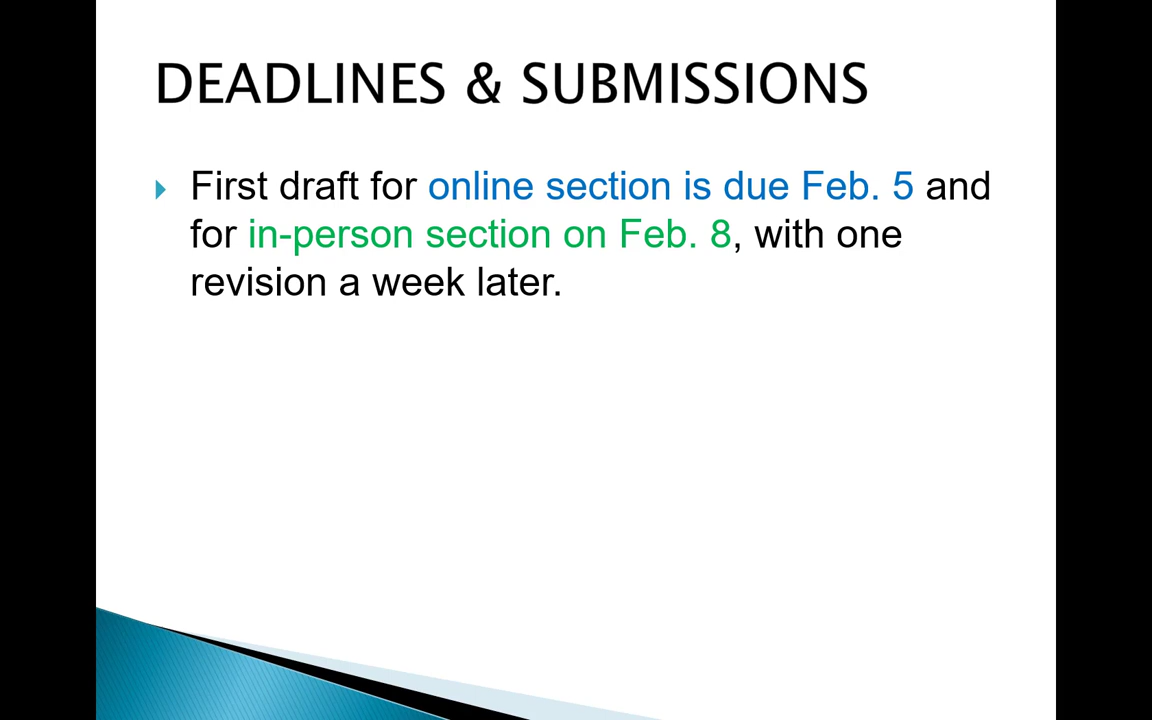 DEADLINES & SUBMISSIONS
First draft for online section is due Feb. 5 and
for in-person section on Feb. 8, with one
revision a week later.